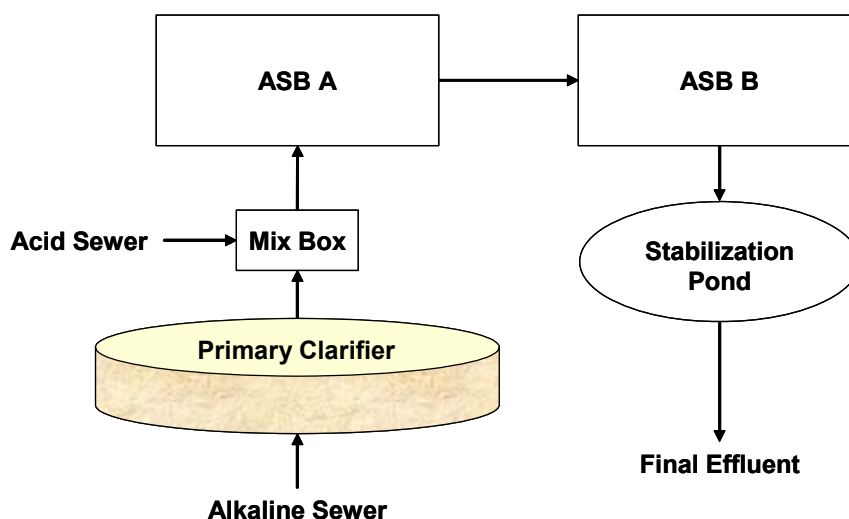 ASB A
ASB B
Acid Sewer
Mix Box
Stabilization
Pond
Primary Clarifier
Final Effluent
Alkaline Sewer